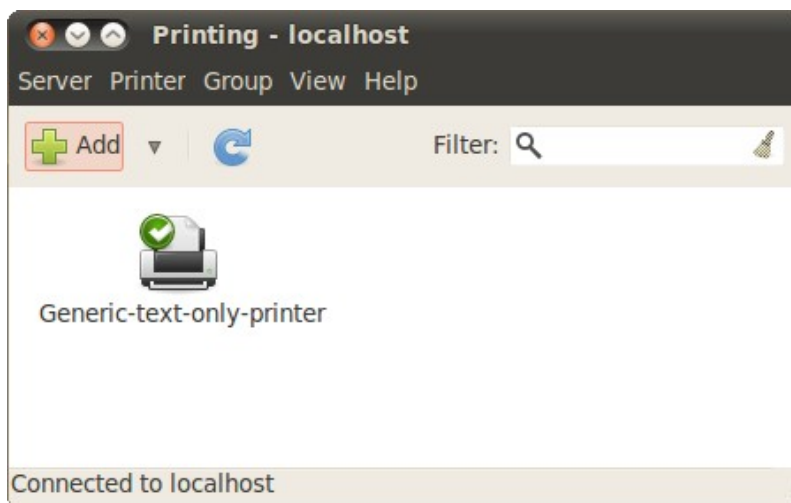 Printing - localhost
Server Printer Group View Help
Add Filter:
Generic-text-only-printer
Connected to localhost